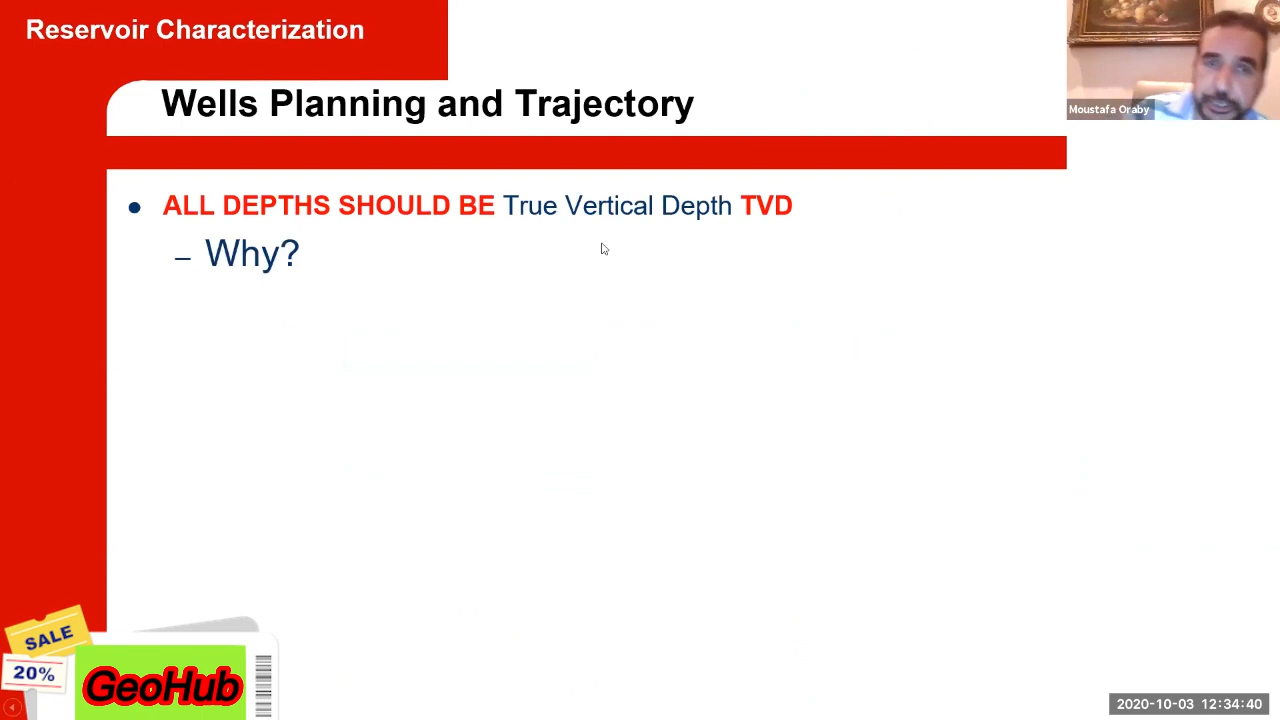 Reservoir Characterization
Moustafa Oraby
Wells Planning and Trajectory
ALL DEPTHS SHOULD BE True Vertical Depth TVD
– Why?
SALE
20%
GeoHub
2020-10-03 12:34:40